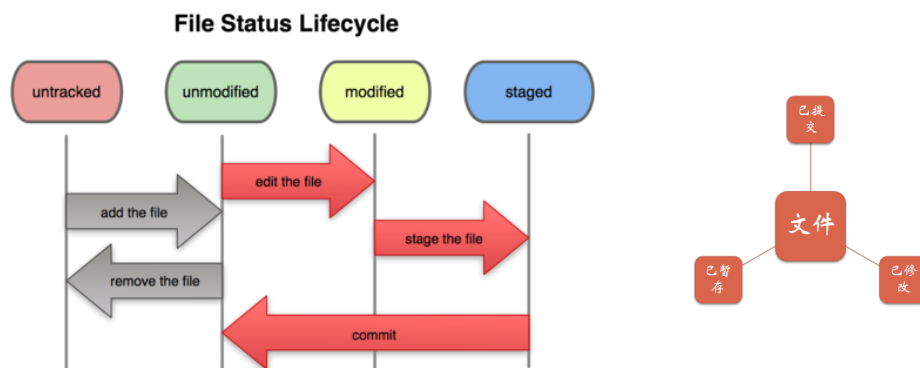 File Status Lifecycle
untracked
unmodified
modified
staged
edit the file
add the file
stage the file
remove the file
commit
已提
交
文件
已暂
存
已修
改